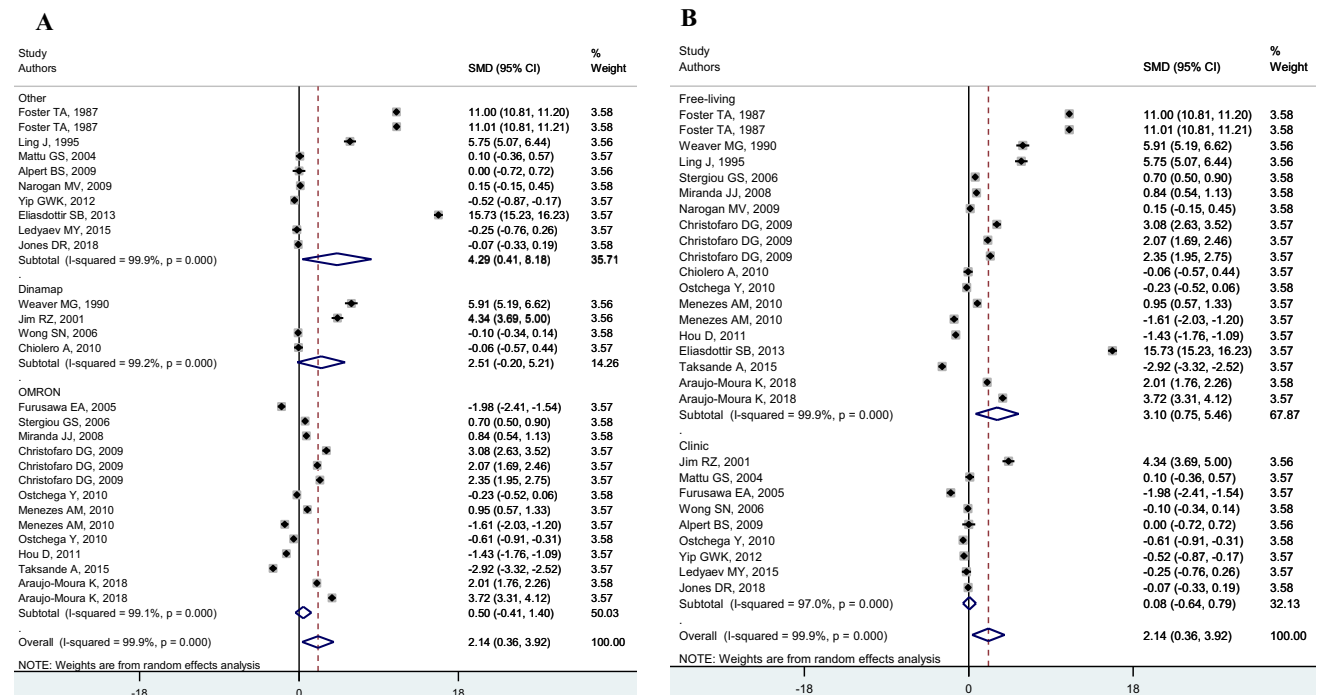 A
Study %
Authors SMD (95% CI) Weight
Other
Foster TA, 1987 11.00 (10.81, 11.20) 3.58
Foster TA, 1987 11.01 (10.81, 11.21) 3.58
Ling J, 1995 5.75 (5.07, 6.44) 3.56
Mattu GS, 2004 0.10 (-0.36, 0.57) 3.57
Alpert BS, 2009 0.00 (-0.72, 0.72) 3.56
Narogan MV, 2009 0.15 (-0.15, 0.45) 3.58
Yip GWK, 2012 -0.52 (-0.87, -0.17) 3.57
Eliasdottir SB, 2013 15.73 (15.23, 16.23) 3.57
Ledyaev MY, 2015 -0.25 (-0.76, 0.26) 3.57
Jones DR, 2018 -0.07 (-0.33, 0.19) 3.58
Subtotal (I-squared = 99.9%, p = 0.000) 4.29 (0.41, 8.18) 35.71
.
Dinamap
Weaver MG, 1990 5.91 (5.19, 6.62) 3.56
Jim RZ, 2001 4.34 (3.69, 5.00) 3.56
Wong SN, 2006 -0.10 (-0.34, 0.14) 3.58
Chiolero A, 2010 -0.06 (-0.57, 0.44) 3.57
Subtotal (I-squared = 99.2%, p = 0.000) 2.51 (-0.20, 5.21) 14.26
.
OMRON
Furusawa EA, 2005 -1.98 (-2.41, -1.54) 3.57
Stergiou GS, 2006 0.70 (0.50, 0.90) 3.58
Miranda JJ, 2008 0.84 (0.54, 1.13) 3.58
Christofaro DG, 2009 3.08 (2.63, 3.52) 3.57
Christofaro DG, 2009 2.07 (1.69, 2.46) 3.57
Christofaro DG, 2009 2.35 (1.95, 2.75) 3.57
Ostchega Y, 2010 -0.23 (-0.52, 0.06) 3.58
Menezes AM, 2010 0.95 (0.57, 1.33) 3.57
Menezes AM, 2010 -1.61 (-2.03, -1.20) 3.57
Ostchega Y, 2010 -0.61 (-0.91, -0.31) 3.58
Hou D, 2011 -1.43 (-1.76, -1.09) 3.57
Taksande A, 2015 -2.92 (-3.32, -2.52) 3.57
Araujo-Moura K, 2018 2.01 (1.76, 2.26) 3.58
Araujo-Moura K, 2018 3.72 (3.31, 4.12) 3.57
Subtotal (I-squared = 99.1%, p = 0.000) 0.50 (-0.41, 1.40) 50.03
.
Overall (I-squared = 99.9%, p = 0.000) 2.14 (0.36, 3.92) 100.00
NOTE: Weights are from random effects analysis
-18 0 18
B
Study %
Authors SMD (95% CI) Weight
Free-living
Foster TA, 1987 11.00 (10.81, 11.20) 3.58
Foster TA, 1987 11.01 (10.81, 11.21) 3.58
Weaver MG, 1990 5.91 (5.19, 6.62) 3.56
Ling J, 1995 5.75 (5.07, 6.44) 3.56
Stergiou GS, 2006 0.70 (0.50, 0.90) 3.58
Miranda JJ, 2008 0.84 (0.54, 1.13) 3.58
Narogan MV, 2009 0.15 (-0.15, 0.45) 3.58
Christofaro DG, 2009 3.08 (2.63, 3.52) 3.57
Christofaro DG, 2009 2.07 (1.69, 2.46) 3.57
Christofaro DG, 2009 2.35 (1.95, 2.75) 3.57
Chiolero A, 2010 -0.06 (-0.57, 0.44) 3.57
Ostchega Y, 2010 -0.23 (-0.52, 0.06) 3.58
Menezes AM, 2010 0.95 (0.57, 1.33) 3.57
Menezes AM, 2010 -1.61 (-2.03, -1.20) 3.57
Hou D, 2011 -1.43 (-1.76, -1.09) 3.57
Eliasdottir SB, 2013 15.73 (15.23, 16.23) 3.57
Taksande A, 2015 -2.92 (-3.32, -2.52) 3.57
Araujo-Moura K, 2018 2.01 (1.76, 2.26) 3.58
Araujo-Moura K, 2018 3.72 (3.31, 4.12) 3.57
Subtotal (I-squared = 99.9%, p = 0.000) 3.10 (0.75, 5.46) 67.87
.
Clinic
Jim RZ, 2001 4.34 (3.69, 5.00) 3.56
Mattu GS, 2004 0.10 (-0.36, 0.57) 3.57
Furusawa EA, 2005 -1.98 (-2.41, -1.54) 3.57
Wong SN, 2006 -0.10 (-0.34, 0.14) 3.58
Alpert BS, 2009 0.00 (-0.72, 0.72) 3.56
Ostchega Y, 2010 -0.61 (-0.91, -0.31) 3.58
Yip GWK, 2012 -0.52 (-0.87, -0.17) 3.57
Ledyaev MY, 2015 -0.25 (-0.76, 0.26) 3.57
Jones DR, 2018 -0.07 (-0.33, 0.19) 3.58
Subtotal (I-squared = 97.0%, p = 0.000) 0.08 (-0.64, 0.79) 32.13
.
Overall (I-squared = 99.9%, p = 0.000) 2.14 (0.36, 3.92) 100.00
NOTE: Weights are from random effects analysis
-18 0 18